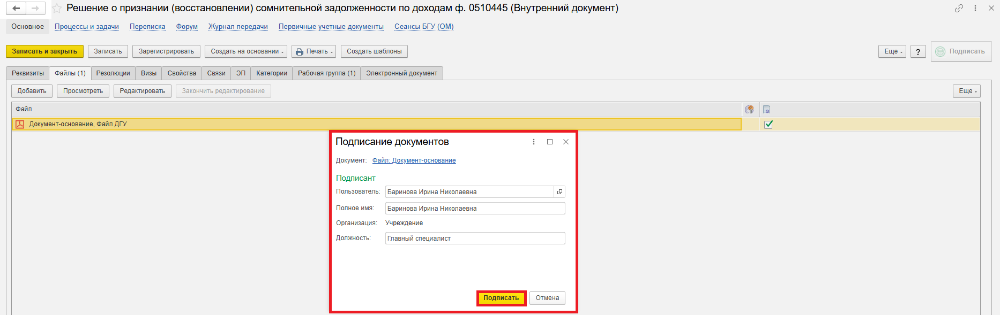 Решение о признании (восстановлении) сомнительной задолженности по доходам ф. 0510445 (Внутренний документ)
Основное Процессы и задачи Переписка Форум Журнал передачи Первичные учетные документы Сеансы БГУ (ОМ)
Записать и закрыть Записать Зарегистрировать Создать на основании Печать Создать шаблоны Еще ? Подписать
Реквизиты Файлы (1) Резолюции Визы Свойства Связи ЭП Категории Рабочая группа (1) Электронный документ
Добавить Просмотреть Редактировать Закончить редактирование Еще
Файл
Документ-основание, Файл ДГУ
Подписание документов
Документ: Файл: Документ-основание
Подписант
Пользователь: Баринова Ирина Николаевна
Полное имя: Баринова Ирина Николаевна
Организация: Учреждение
Должность: Главный специалист
Подписать Отмена